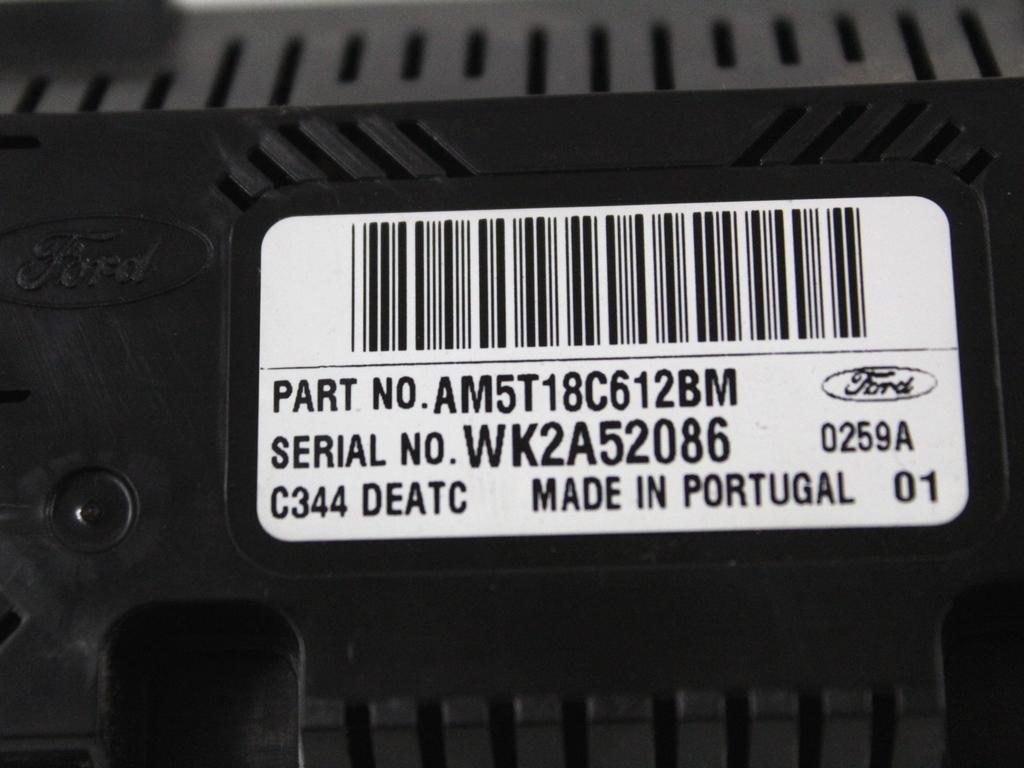 Ford
PART NO. AM5T18C612BM Ford
SERIAL NO. WK2A52086 0259A
C344 DEATC MADE IN PORTUGAL 01